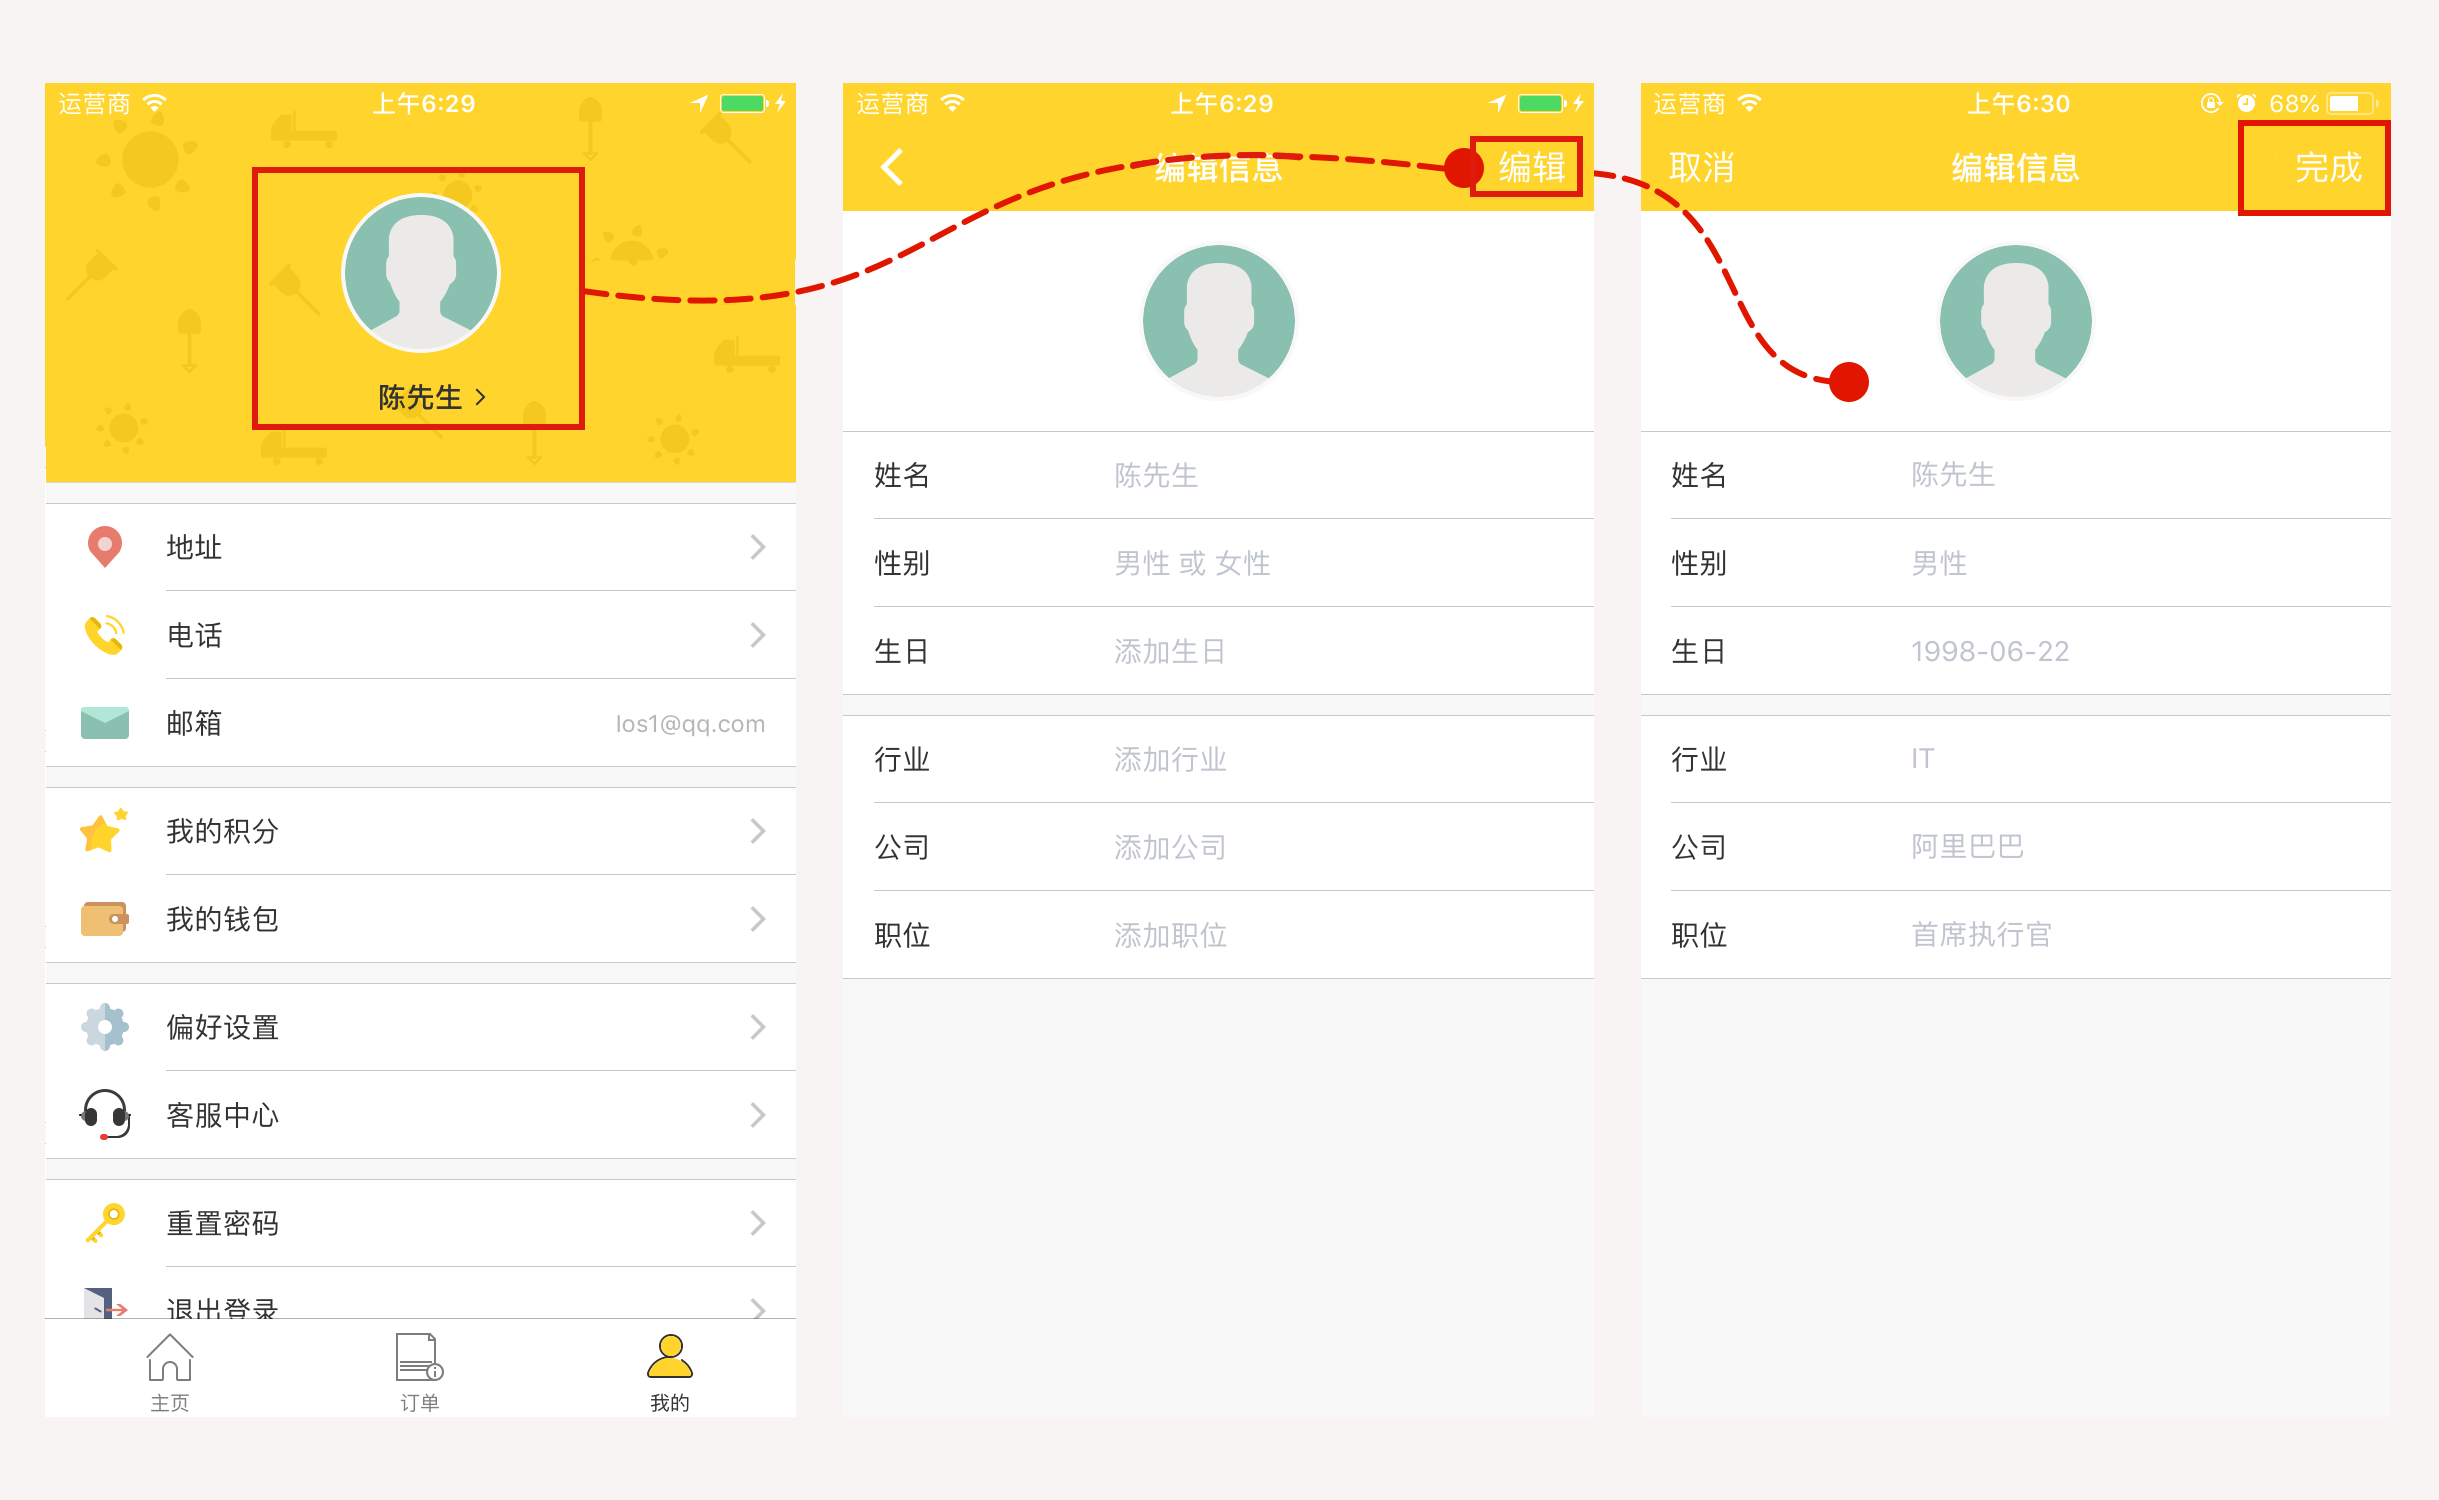 运营商 上午6:29
陈先生
地址
电话
邮箱 los1@qq.com
我的积分
我的钱包
偏好设置
客服中心
重置密码
退出登录
主页 订单 我的
运营商 上午6:29
编辑信息 编辑
姓名 陈先生
性别 男性 或 女性
生日 添加生日
行业 添加行业
公司 添加公司
职位 添加职位
运营商 上午6:30 68%
取消 编辑信息 完成
姓名 陈先生
性别 男性
生日 1998-06-22
行业 IT
公司 阿里巴巴
职位 首席执行官